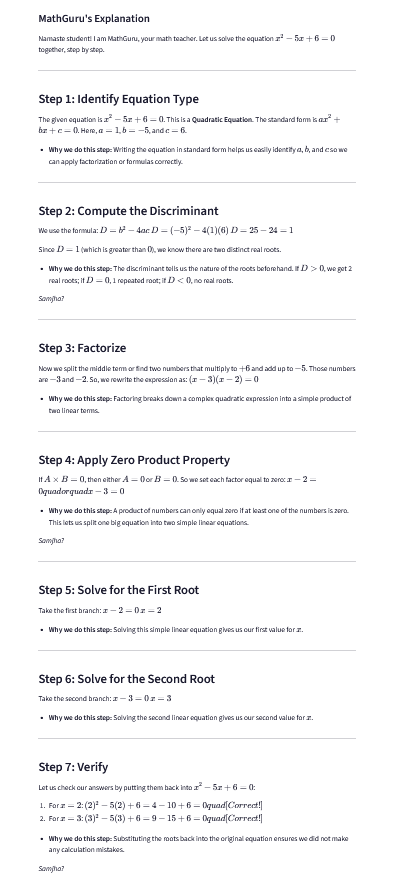 MathGuru's Explanation
Namaste student! I am MathGuru, your math teacher. Let us solve the equation x² − 5x + 6 = 0
together, step by step.
Step 1: Identify Equation Type
The given equation is x² − 5x + 6 = 0. This is a Quadratic Equation. The standard form is ax² +
bx + c = 0. Here, a = 1, b = −5, and c = 6.
• Why we do this step: Writing the equation in standard form helps us easily identify a, b, and c so we
can apply factorization or formulas correctly.
Step 2: Compute the Discriminant
We use the formula: D = b² − 4ac D = (−5)² − 4(1)(6) D = 25 − 24 = 1
Since D = 1 (which is greater than 0), we know there are two distinct real roots.
• Why we do this step: The discriminant tells us the nature of the roots beforehand. If D > 0, we get 2
real roots; if D = 0, 1 repeated root; if D < 0, no real roots.
Samjha?
Step 3: Factorize
Now we split the middle term or find two numbers that multiply to +6 and add up to −5. Those numbers
are −3 and −2. So, we rewrite the expression as: (x − 3)(x − 2) = 0
• Why we do this step: Factoring breaks down a complex quadratic expression into a simple product of
two linear terms.
Step 4: Apply Zero Product Property
If A × B = 0, then either A = 0 or B = 0. So we set each factor equal to zero: x − 2 =
0quadorquadx − 3 = 0
• Why we do this step: A product of numbers can only equal zero if at least one of the numbers is zero.
This lets us split one big equation into two simple linear equations.
Samjha?
Step 5: Solve for the First Root
Take the first branch: x − 2 = 0 x = 2
• Why we do this step: Solving this simple linear equation gives us our first value for x.
Step 6: Solve for the Second Root
Take the second branch: x − 3 = 0 x = 3
• Why we do this step: Solving the second linear equation gives us our second value for x.
Step 7: Verify
Let us check our answers by putting them back into x² − 5x + 6 = 0:
1. For x = 2: (2)² − 5(2) + 6 = 4 − 10 + 6 = 0quad[Correct!]
2. For x = 3: (3)² − 5(3) + 6 = 9 − 15 + 6 = 0quad[Correct!]
• Why we do this step: Substituting the roots back into the original equation ensures we did not make
any calculation mistakes.
Samjha?